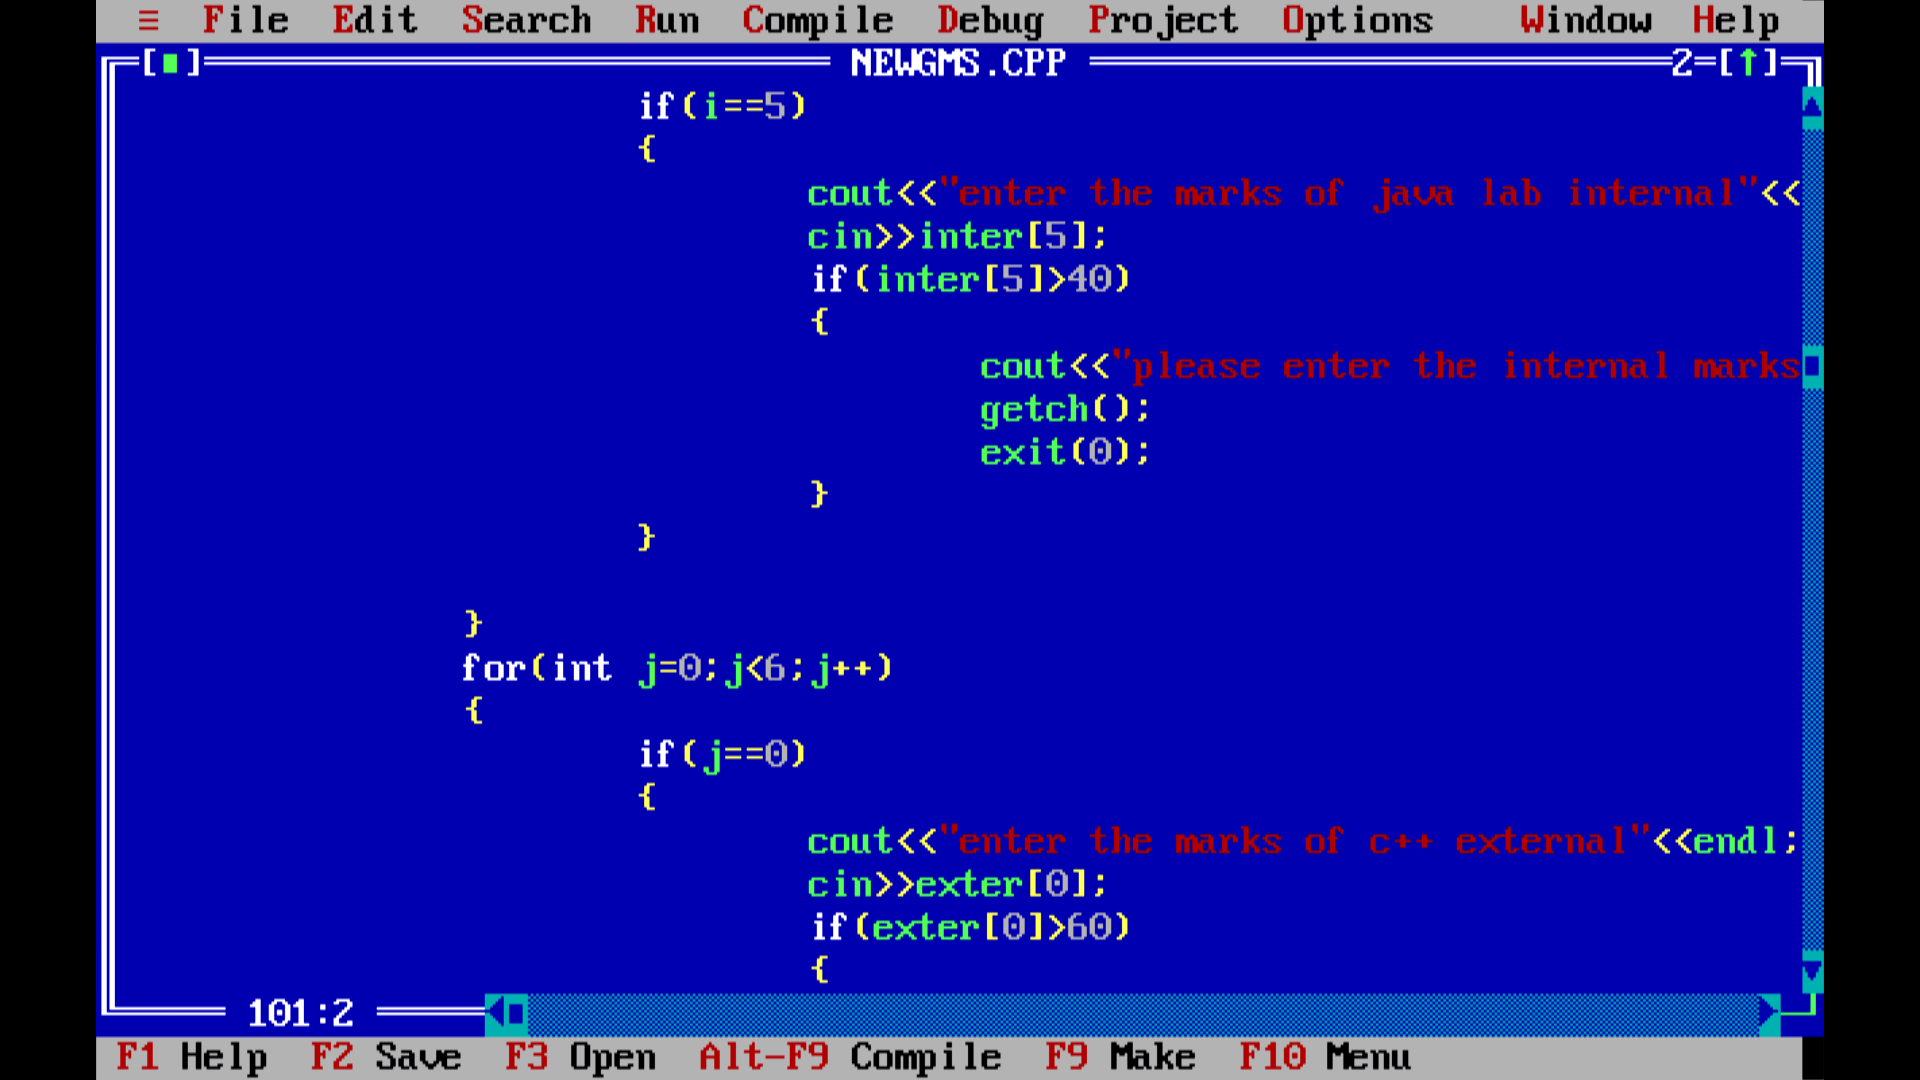 ≡ File Edit Search Run Compile Debug Project Options Window Help
[■] NEWGMS.CPP 2=[↑]
if(i==5)
{
cout<<"enter the marks of java lab internal"<<
cin>>inter[5];
if(inter[5]>40)
{
cout<<"please enter the internal marks
getch();
exit(0);
}
}
}
for(int j=0;j<6;j++)
{
if(j==0)
{
cout<<"enter the marks of c++ external"<<endl;
cin>>exter[0];
if(exter[0]>60)
{
101:2
F1 Help F2 Save F3 Open Alt-F9 Compile F9 Make F10 Menu